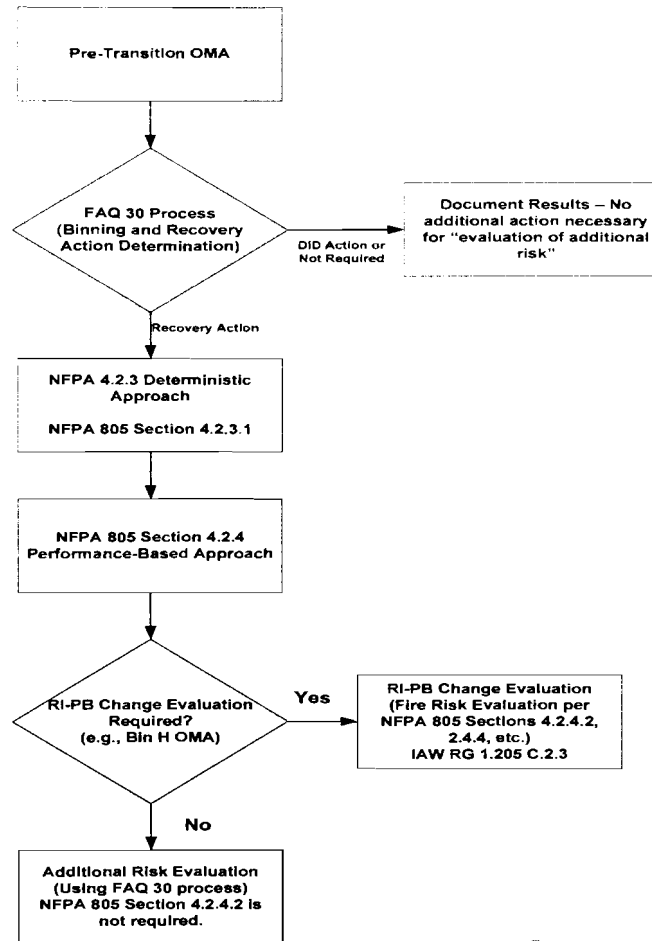 Pre-Transition OMA
FAQ 30 Process
(Binning and Recovery
Action Determination)
DID Action or
Not Required
Document Results – No
additional action necessary
for “evaluation of additional
risk”
Recovery Action
NFPA 4.2.3 Deterministic
Approach
NFPA 805 Section 4.2.3.1
NFPA 805 Section 4.2.4
Performance-Based Approach
RI-PB Change Evaluation
Required?
(e.g., Bin H OMA)
Yes
RI-PB Change Evaluation
(Fire Risk Evaluation per
NFPA 805 Sections 4.2.4.2,
2.4.4, etc.)
IAW RG 1.205 C.2.3
No
Additional Risk Evaluation
(Using FAQ 30 process)
NFPA 805 Section 4.2.4.2 is
not required.